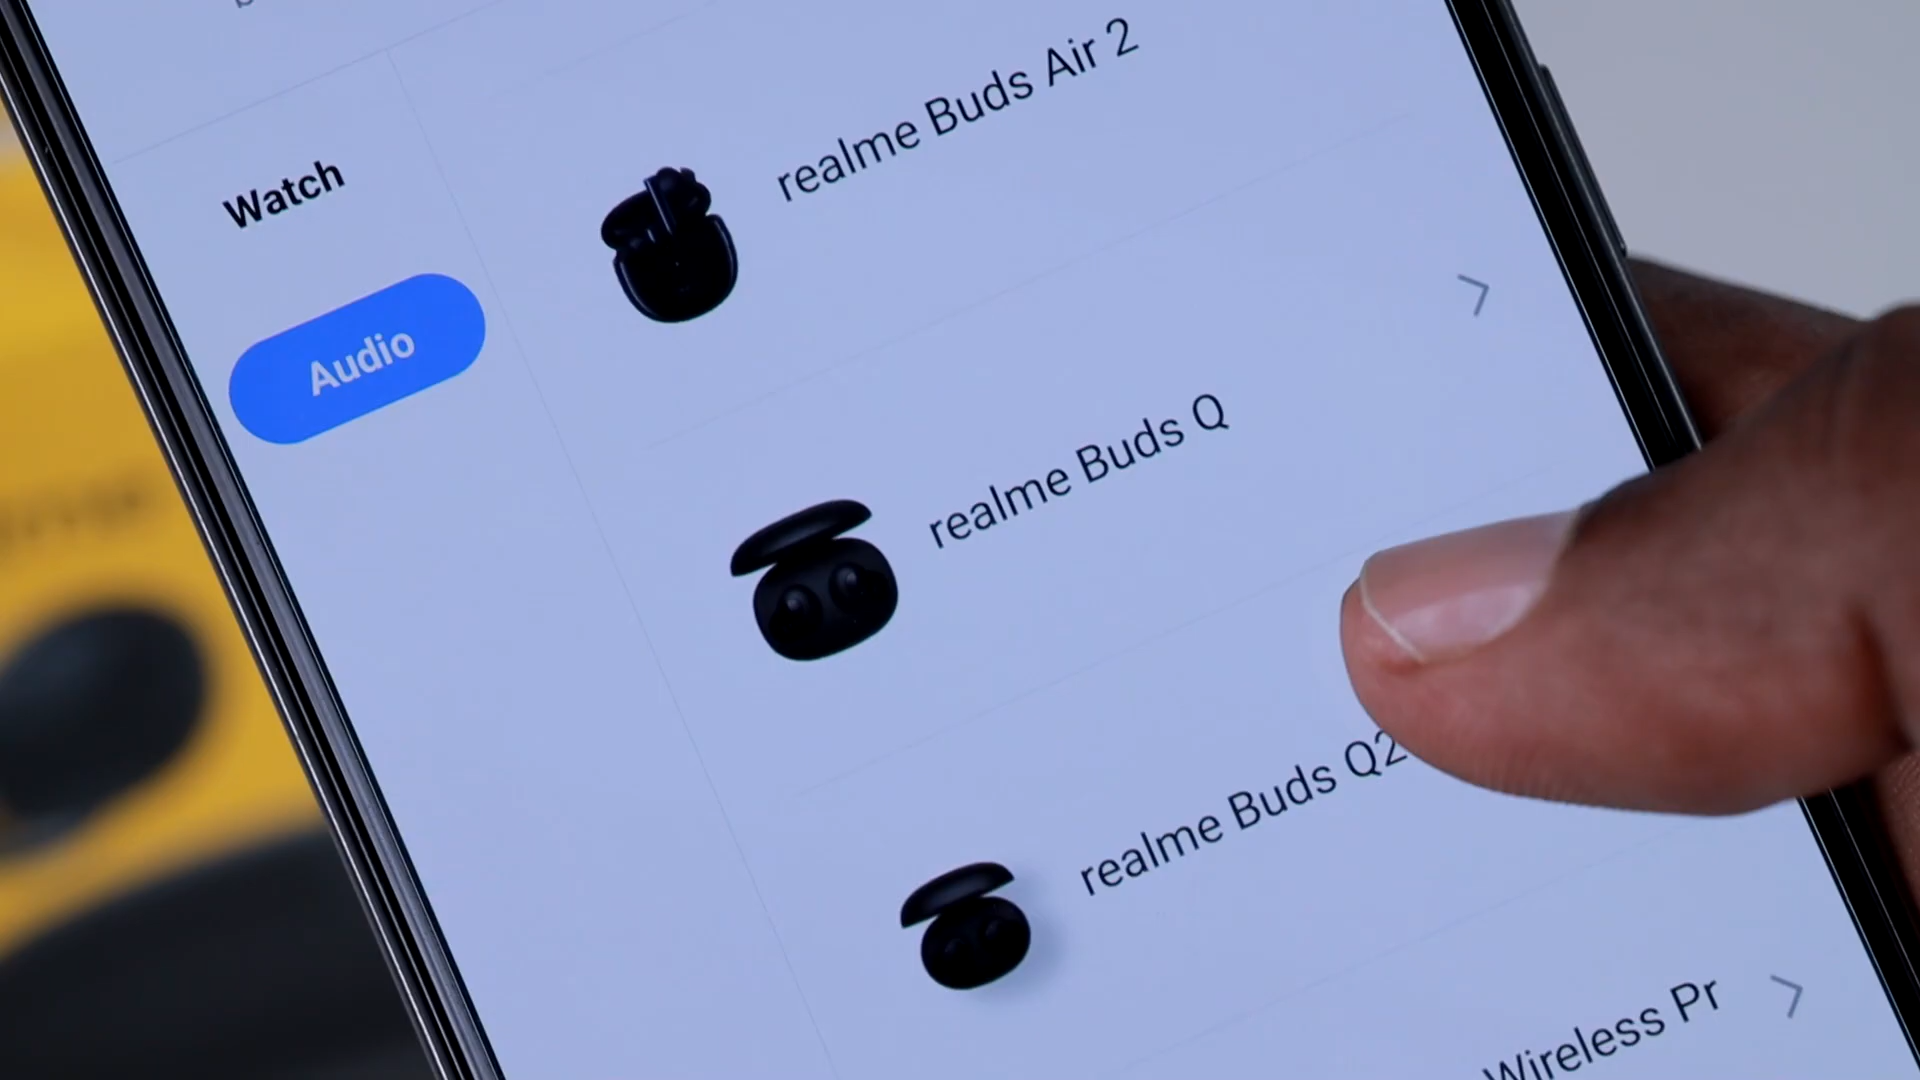 realme Buds Air 2
Watch
Audio
realme Buds Q
realme Buds Q2
Wireless Pr